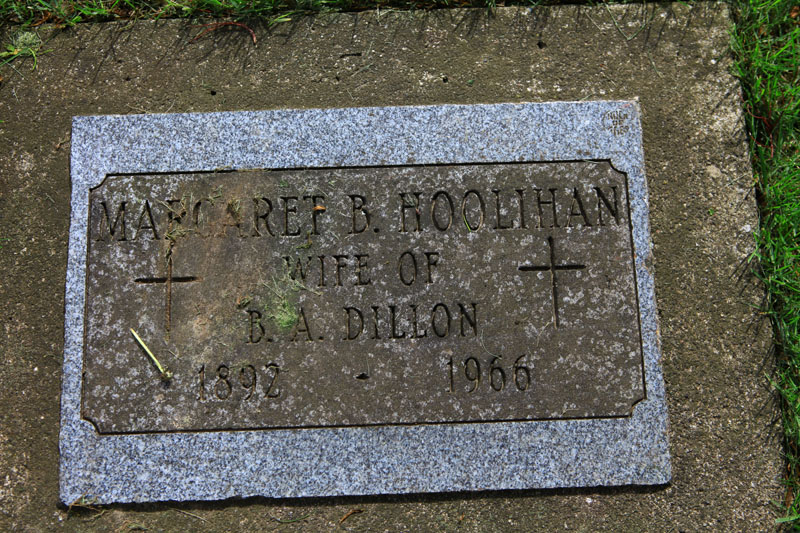 MARGARET B. HOOLIHAN
WIFE OF
B. A. DILLON
1892 - 1966